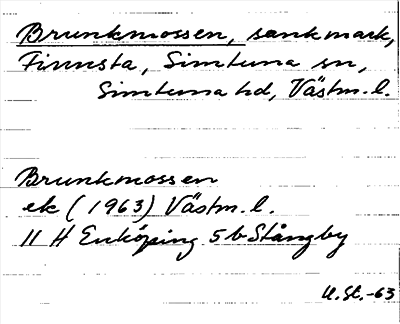 Brunkmossen, sankmark,
Finnsta, Simtuna sn,
Simtuna hd, Västm. l.
Brunkmossen
ek (1963) Västm. l.
11 H Enköping 5 b Stångby
U.St.-63